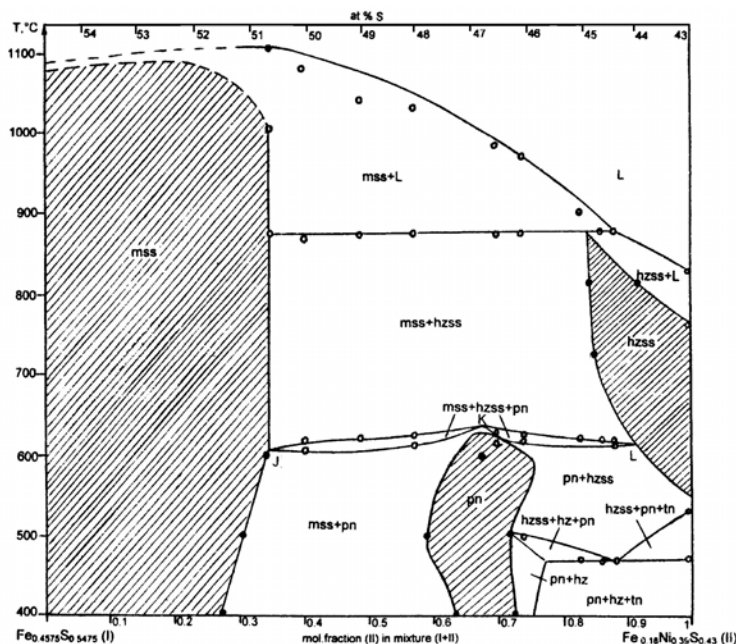 at % S
T,°C
54 53 52 51 50 49 48 47 46 45 44 43
1100
1000
900
800
700
600
500
400
mss+L
L
mss
hzss+L
mss+hzss
hzss
mss+hzss+pn
K
J
L
pn+hzss
pn
hzss+pn+tn
mss+pn
hzss+hz+pn
pn+hz
pn+hz+tn
0.1 0.2 0.3 0.4 0.5 0.6 0.7 0.8 0.9 1
Fe0.4575S0.5475 (I) mol.fraction (II) in mixture (I+II) Fe0.18Ni0.39S0.43 (II)